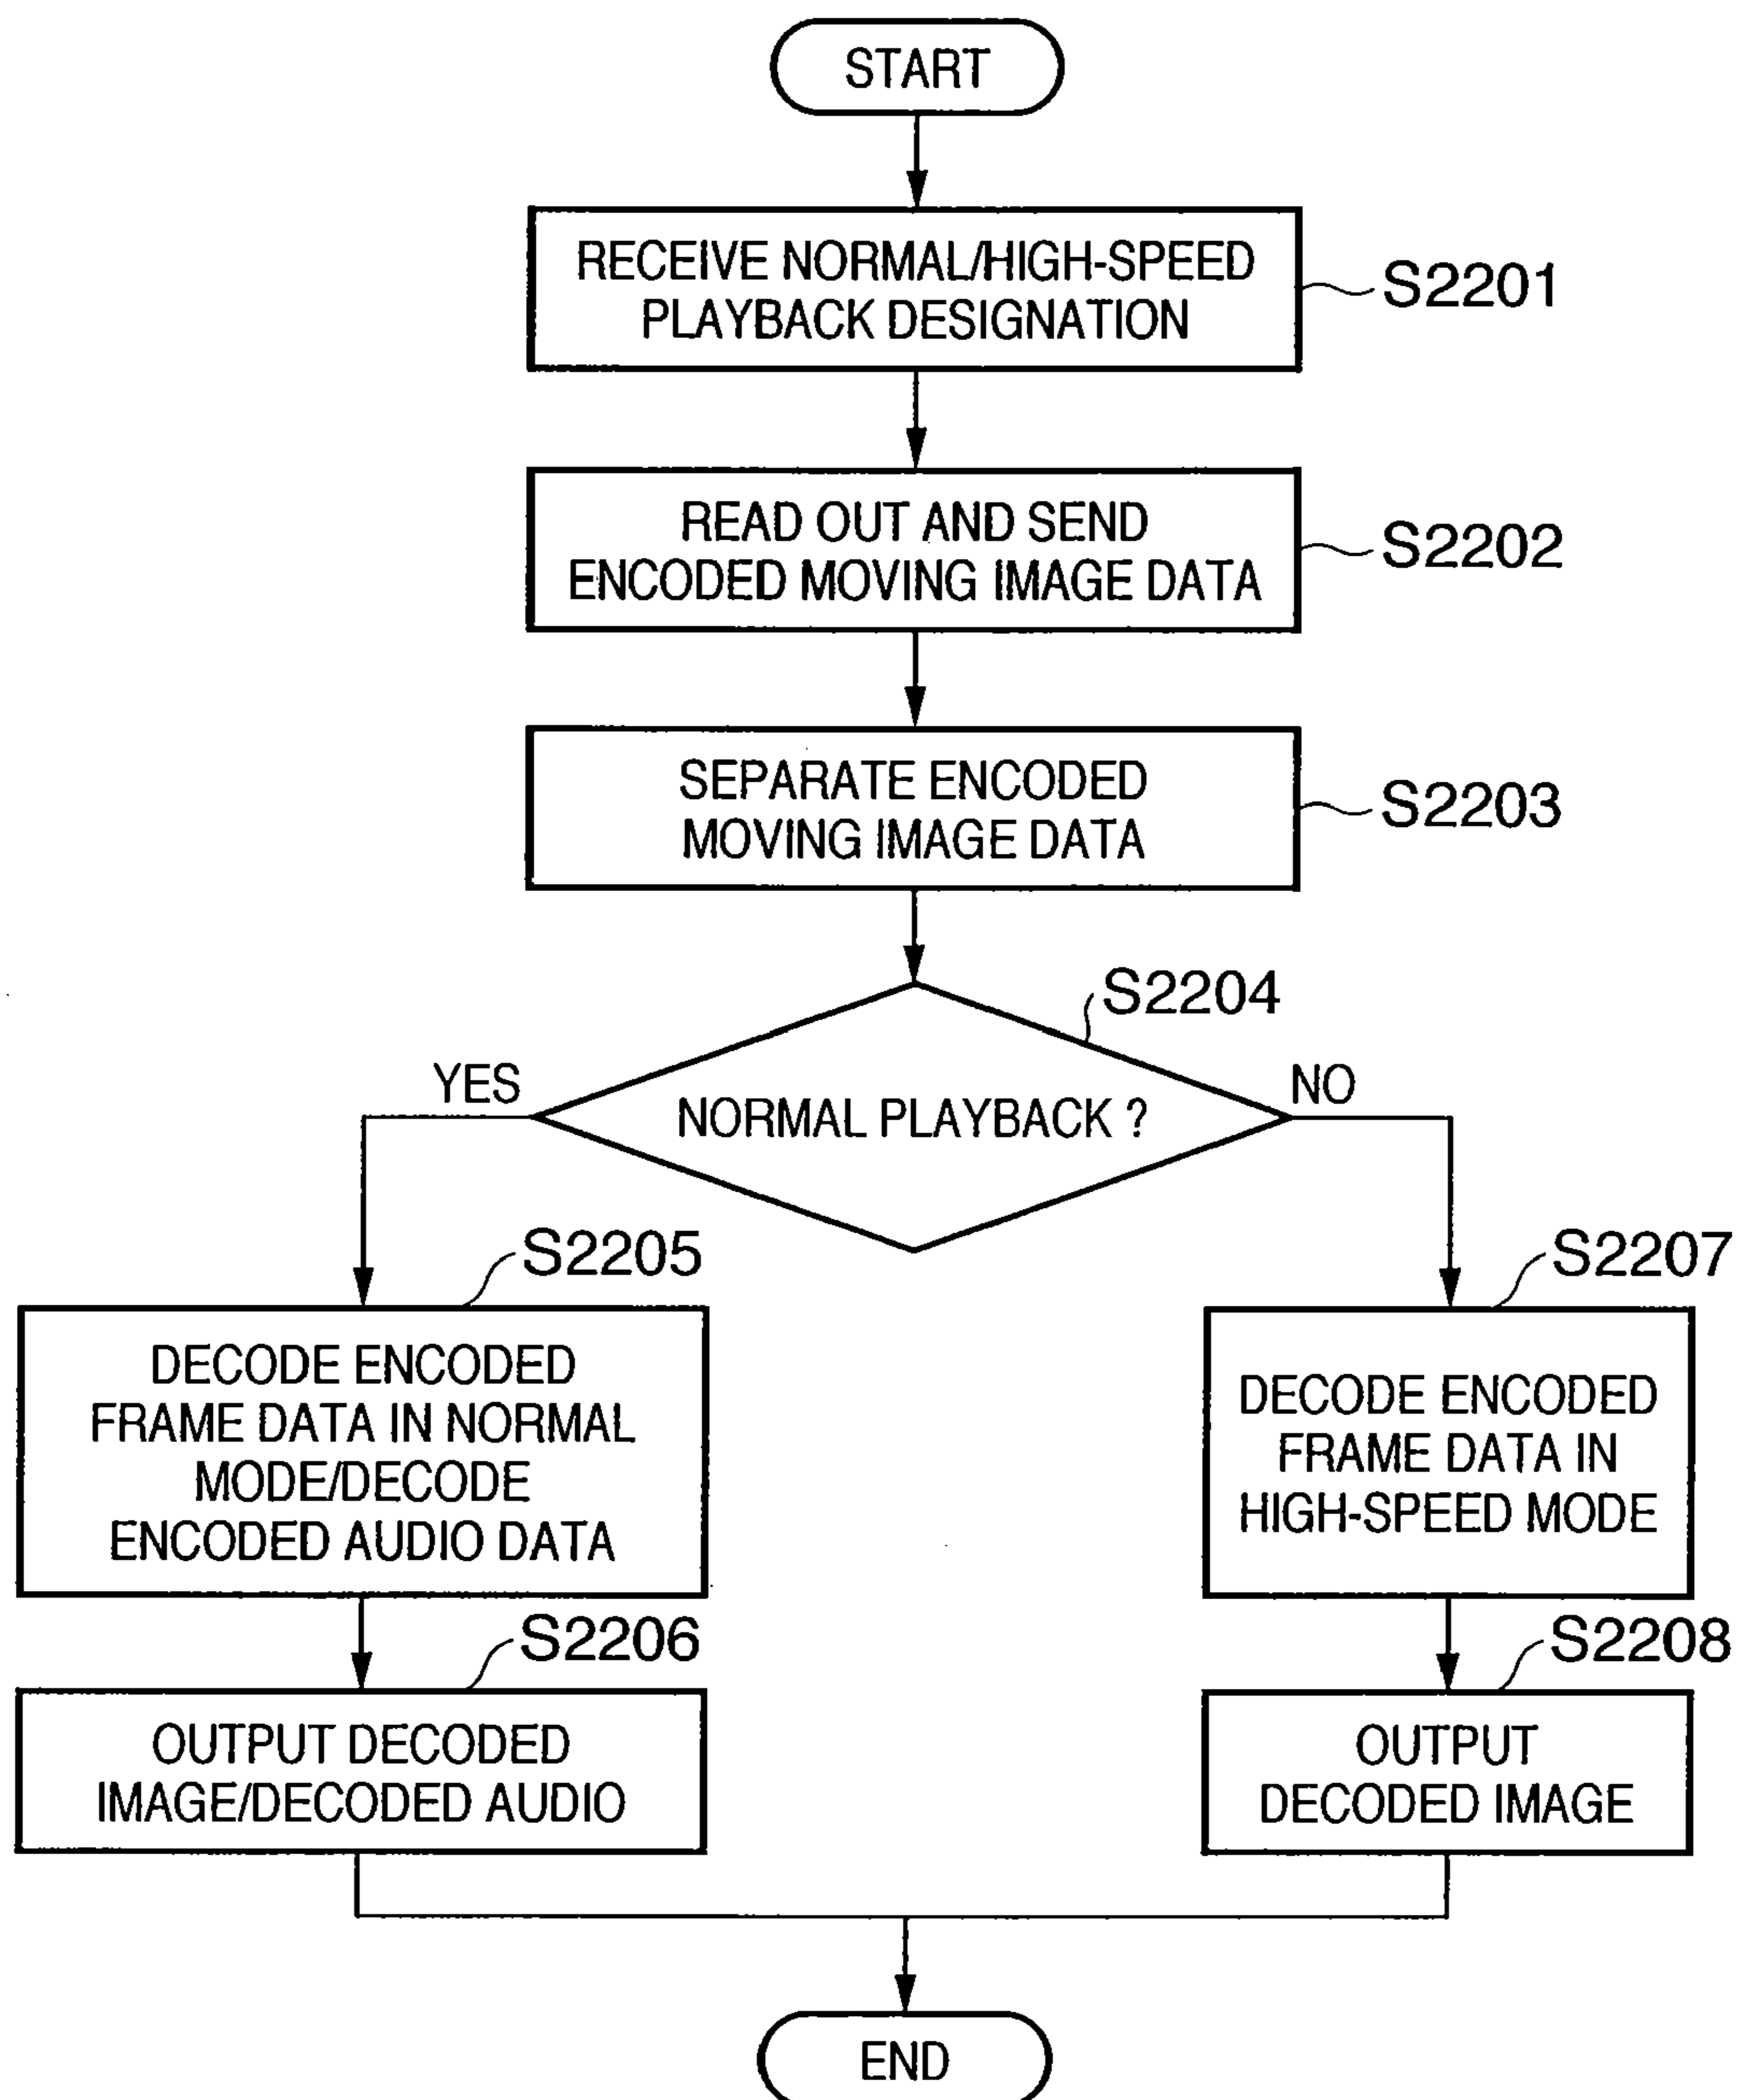 START
RECEIVE NORMAL/HIGH-SPEED
PLAYBACK DESIGNATION
S2201
READ OUT AND SEND
ENCODED MOVING IMAGE DATA
S2202
SEPARATE ENCODED
MOVING IMAGE DATA
S2203
S2204
YES
NORMAL PLAYBACK ?
NO
S2205
DECODE ENCODED
FRAME DATA IN NORMAL
MODE/DECODE
ENCODED AUDIO DATA
S2207
DECODE ENCODED
FRAME DATA IN
HIGH-SPEED MODE
S2206
OUTPUT DECODED
IMAGE/DECODED AUDIO
S2208
OUTPUT
DECODED IMAGE
END